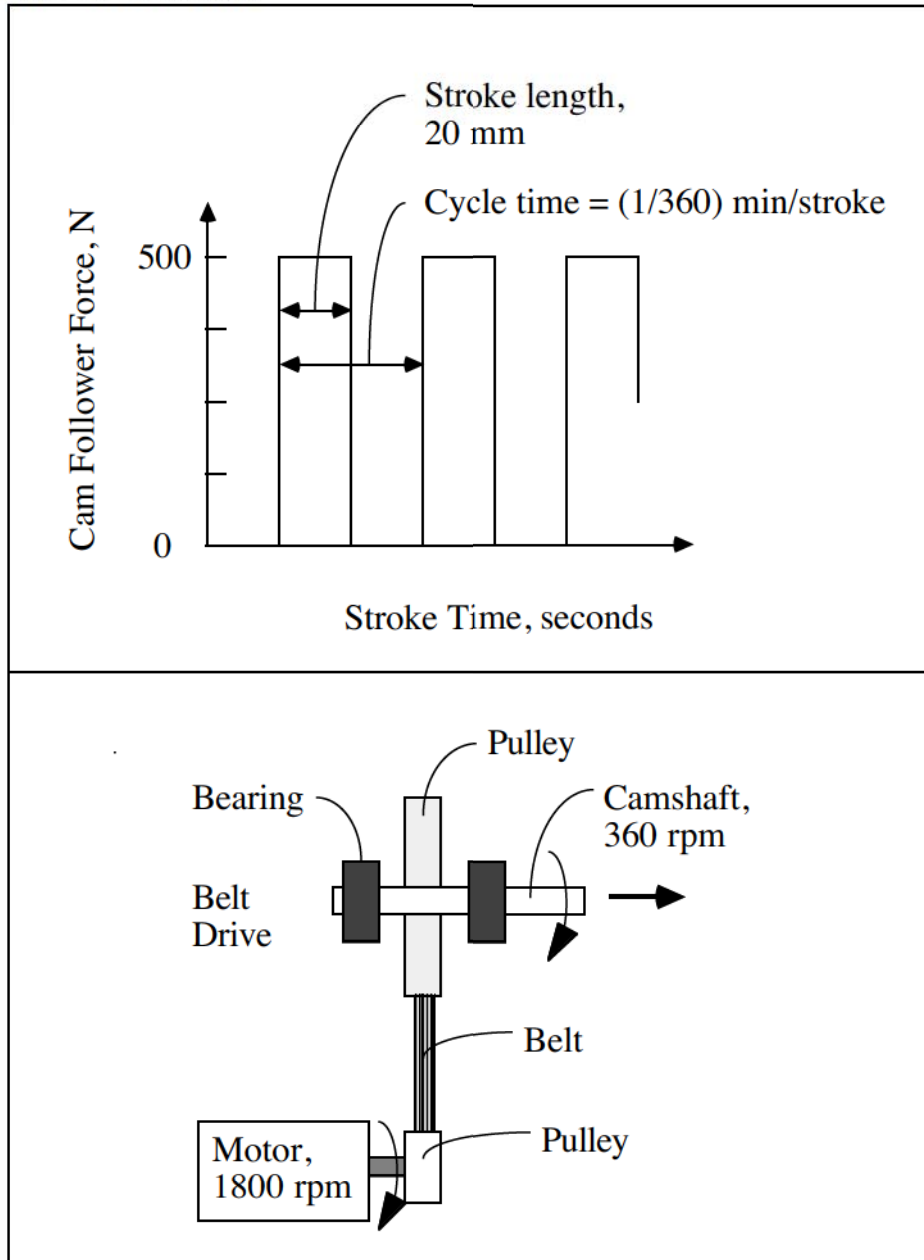 Stroke length,
20 mm
Cycle time = (1/360) min/stroke
Cam Follower Force, N
500
0
Stroke Time, seconds
Pulley
Bearing
Camshaft,
360 rpm
Belt
Drive
Belt
Pulley
Motor,
1800 rpm